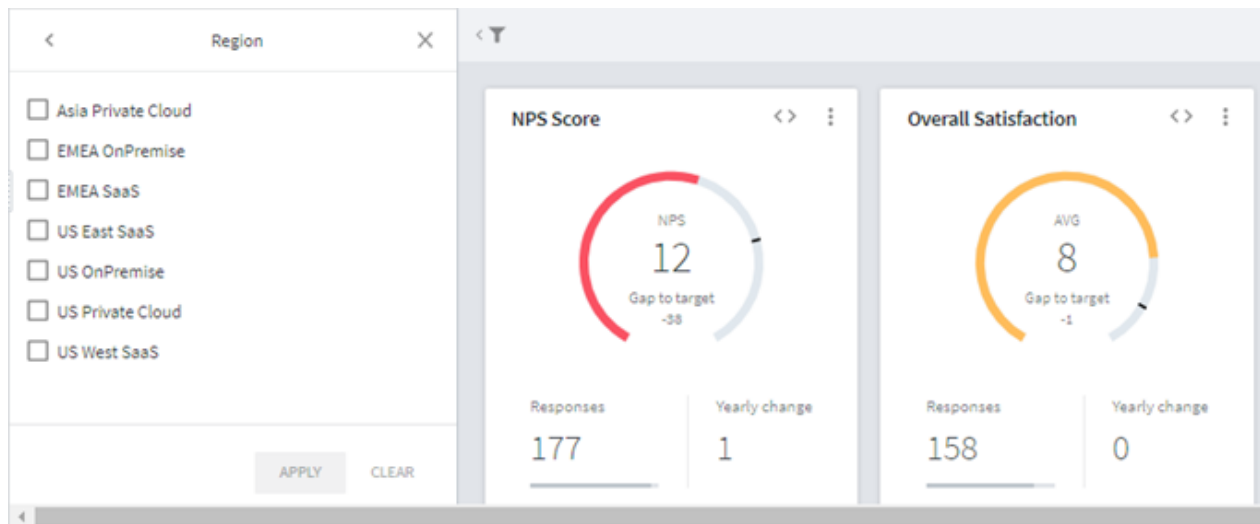 Region
Asia Private Cloud
EMEA OnPremise
EMEA SaaS
US East SaaS
US OnPremise
US Private Cloud
US West SaaS
APPLY CLEAR
NPS Score
NPS
12
Gap to target
-38
Responses Yearly change
177 1
Overall Satisfaction
AVG
8
Gap to target
-1
Responses Yearly change
158 0